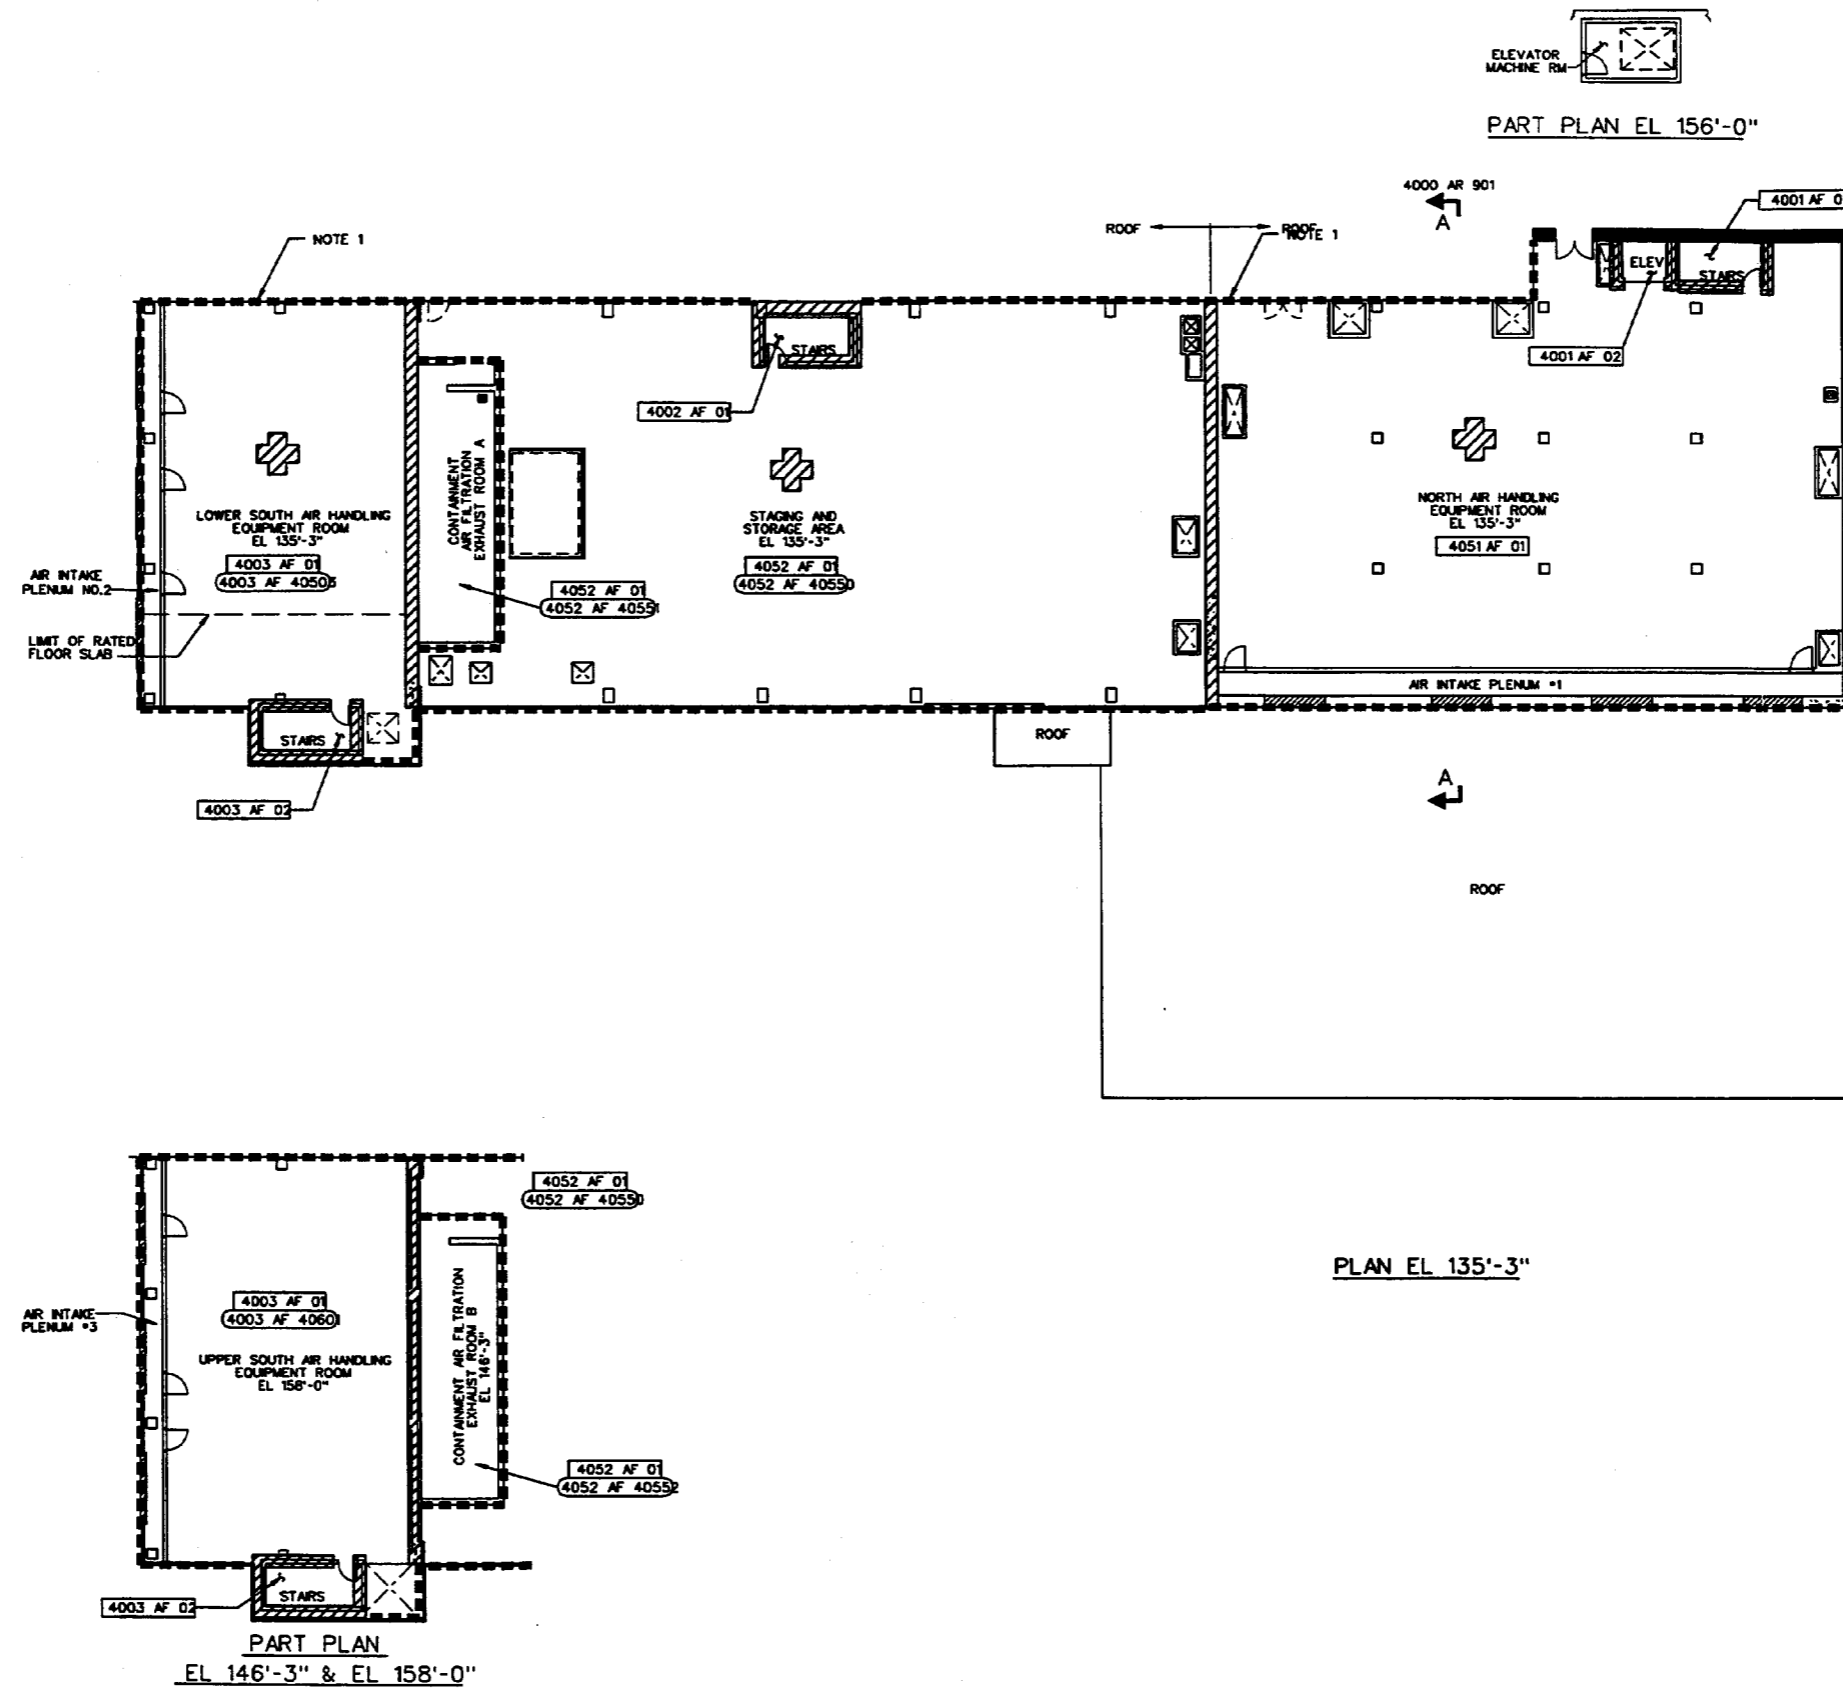 ELEVATOR
MACHINE RM
PART PLAN EL 156'-0"
4000 AR 901
A
4001 AF 0
NOTE 1
ROOF
ROOF
NOTE 1
ELEV
STAIRS
4001 AF 02
STAIRS
4002 AF 01
CONTAINMENT
AIR FILTRATION
EXHAUST ROOM A
LOWER SOUTH AIR HANDLING
EQUIPMENT ROOM
EL 135'-3"
4003 AF 01
4003 AF 40505
STAGING AND
STORAGE AREA
EL 135'-3"
4052 AF 01
4052 AF 40550
NORTH AIR HANDLING
EQUIPMENT ROOM
EL 135'-3"
4051 AF 01
AIR INTAKE
PLENUM NO.2
4052 AF 01
4052 AF 40551
LIMIT OF RATED
FLOOR SLAB
AIR INTAKE PLENUM #1
STAIRS
ROOF
A
4003 AF 02
ROOF
4052 AF 01
4052 AF 40550
PLAN EL 135'-3"
4003 AF 01
4003 AF 40601
AIR INTAKE
PLENUM #3
UPPER SOUTH AIR HANDLING
EQUIPMENT ROOM
EL 158'-0"
CONTAINMENT AIR FILTRATION
EXHAUST ROOM B
EL 146'-3"
4052 AF 01
4052 AF 40552
STAIRS
4003 AF 02
PART PLAN
EL 146'-3" & EL 158'-0"